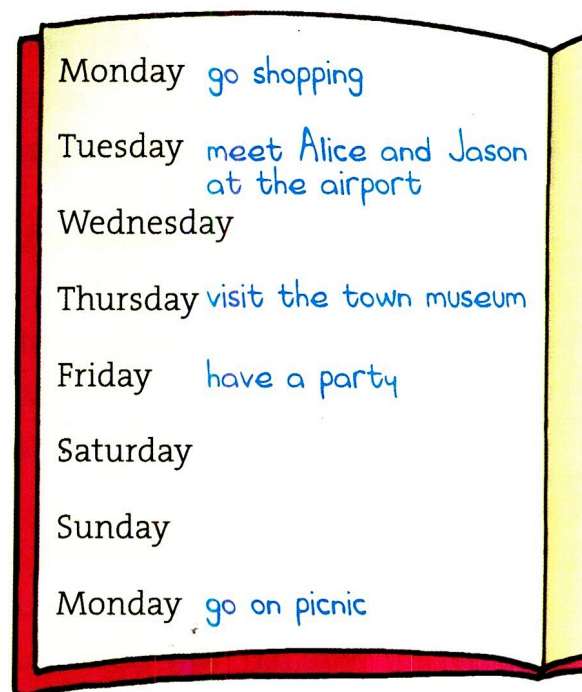 Monday go shopping
Tuesday meet Alice and Jason
at the airport
Wednesday
Thursday visit the town museum
Friday have a party
Saturday
Sunday
Monday go on picnic